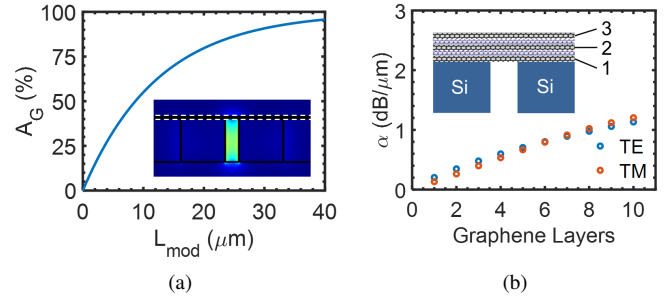 100
75
50
25
0
A_G (%)
0 10 20 30 40
L_mod (μm)
(a)
3
2
1
0
α (dB/μm)
3
2
1
Si Si
TE
TM
0 2 4 6 8 10
Graphene Layers
(b)